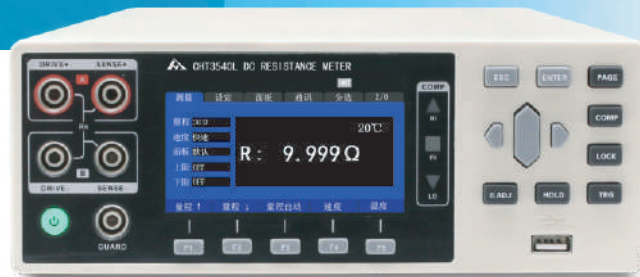 CHT3540L DC RESISTANCE METER
DRIVE+ SENSE+
A
Rx
B
DRIVE- SENSE-
GUARD
测量 设定 面板 通讯 分选 I/O
量程
速度 快速
面板 默认
上限 OFF
下限 OFF
20℃
R: 9.999Ω
量程↑ 量程↓ 量程自动 速度 温度
F1 F2 F3 F4 F5
COMP
HI
IN
LO
ESC ENTER PAGE
COMP
LOCK
0.ADJ HOLD TRG